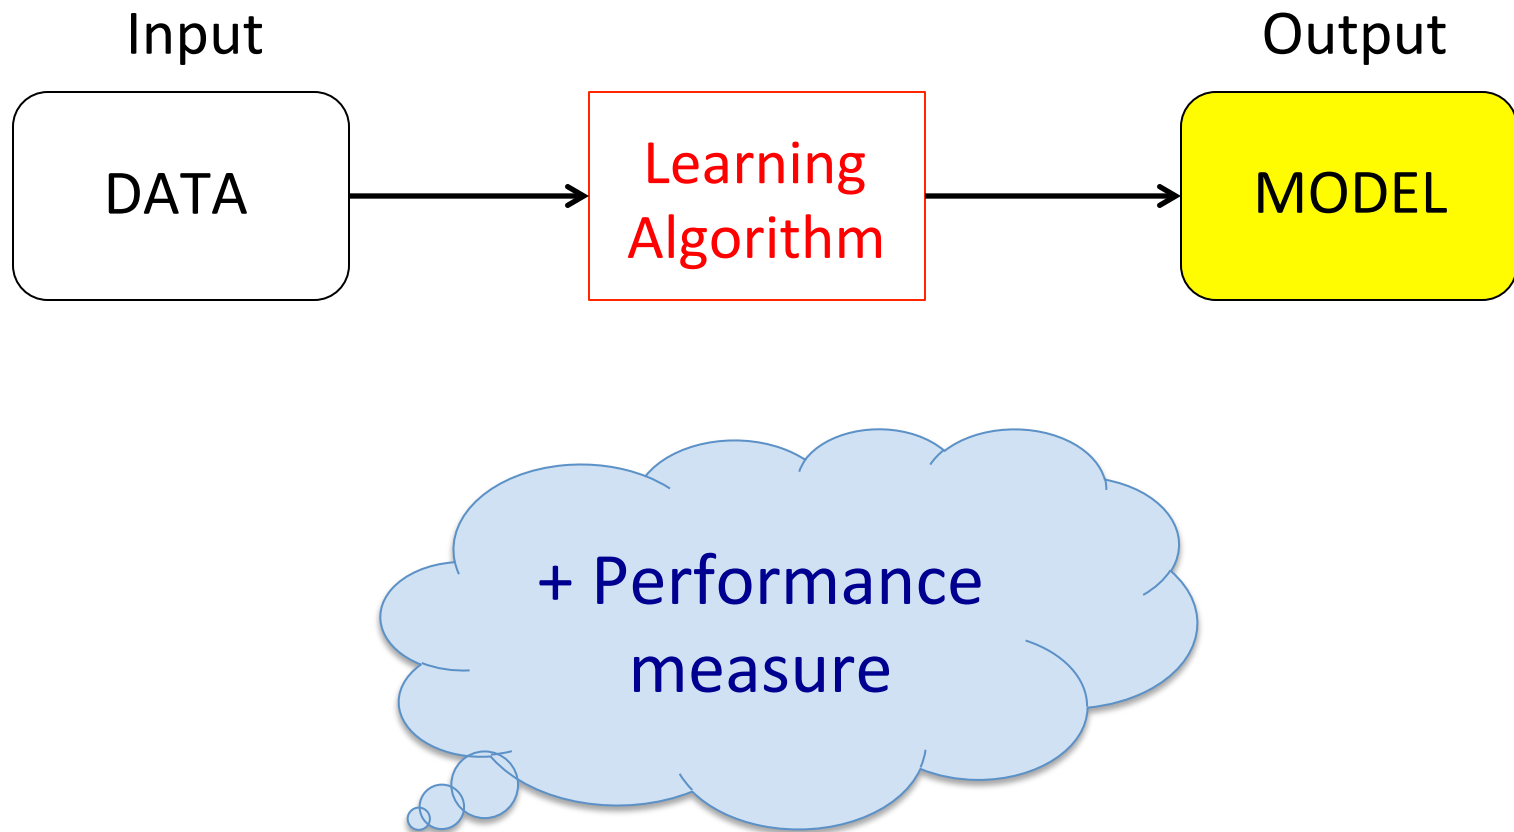 Input
Output
DATA
Learning
Algorithm
MODEL
+ Performance
measure